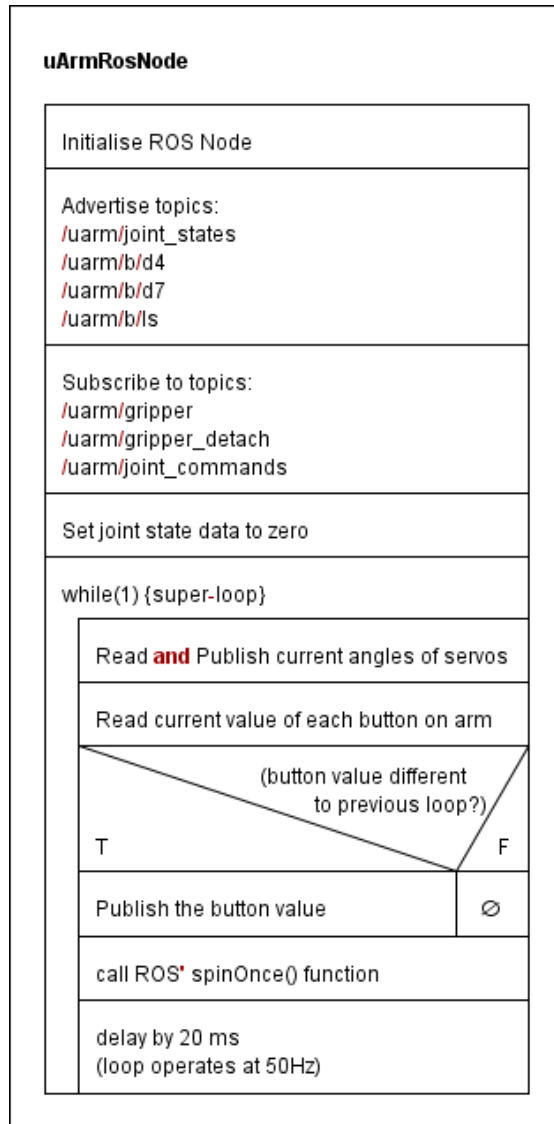 uArmRosNode
Initialise ROS Node
Advertise topics:
/uarm/joint_states
/uarm/b/d4
/uarm/b/d7
/uarm/b/ls
Subscribe to topics:
/uarm/gripper
/uarm/gripper_detach
/uarm/joint_commands
Set joint state data to zero
while(1) {super-loop}
Read and Publish current angles of servos
Read current value of each button on arm
(button value different
to previous loop?)
T F
Publish the button value ∅
call ROS' spinOnce() function
delay by 20 ms
(loop operates at 50Hz)